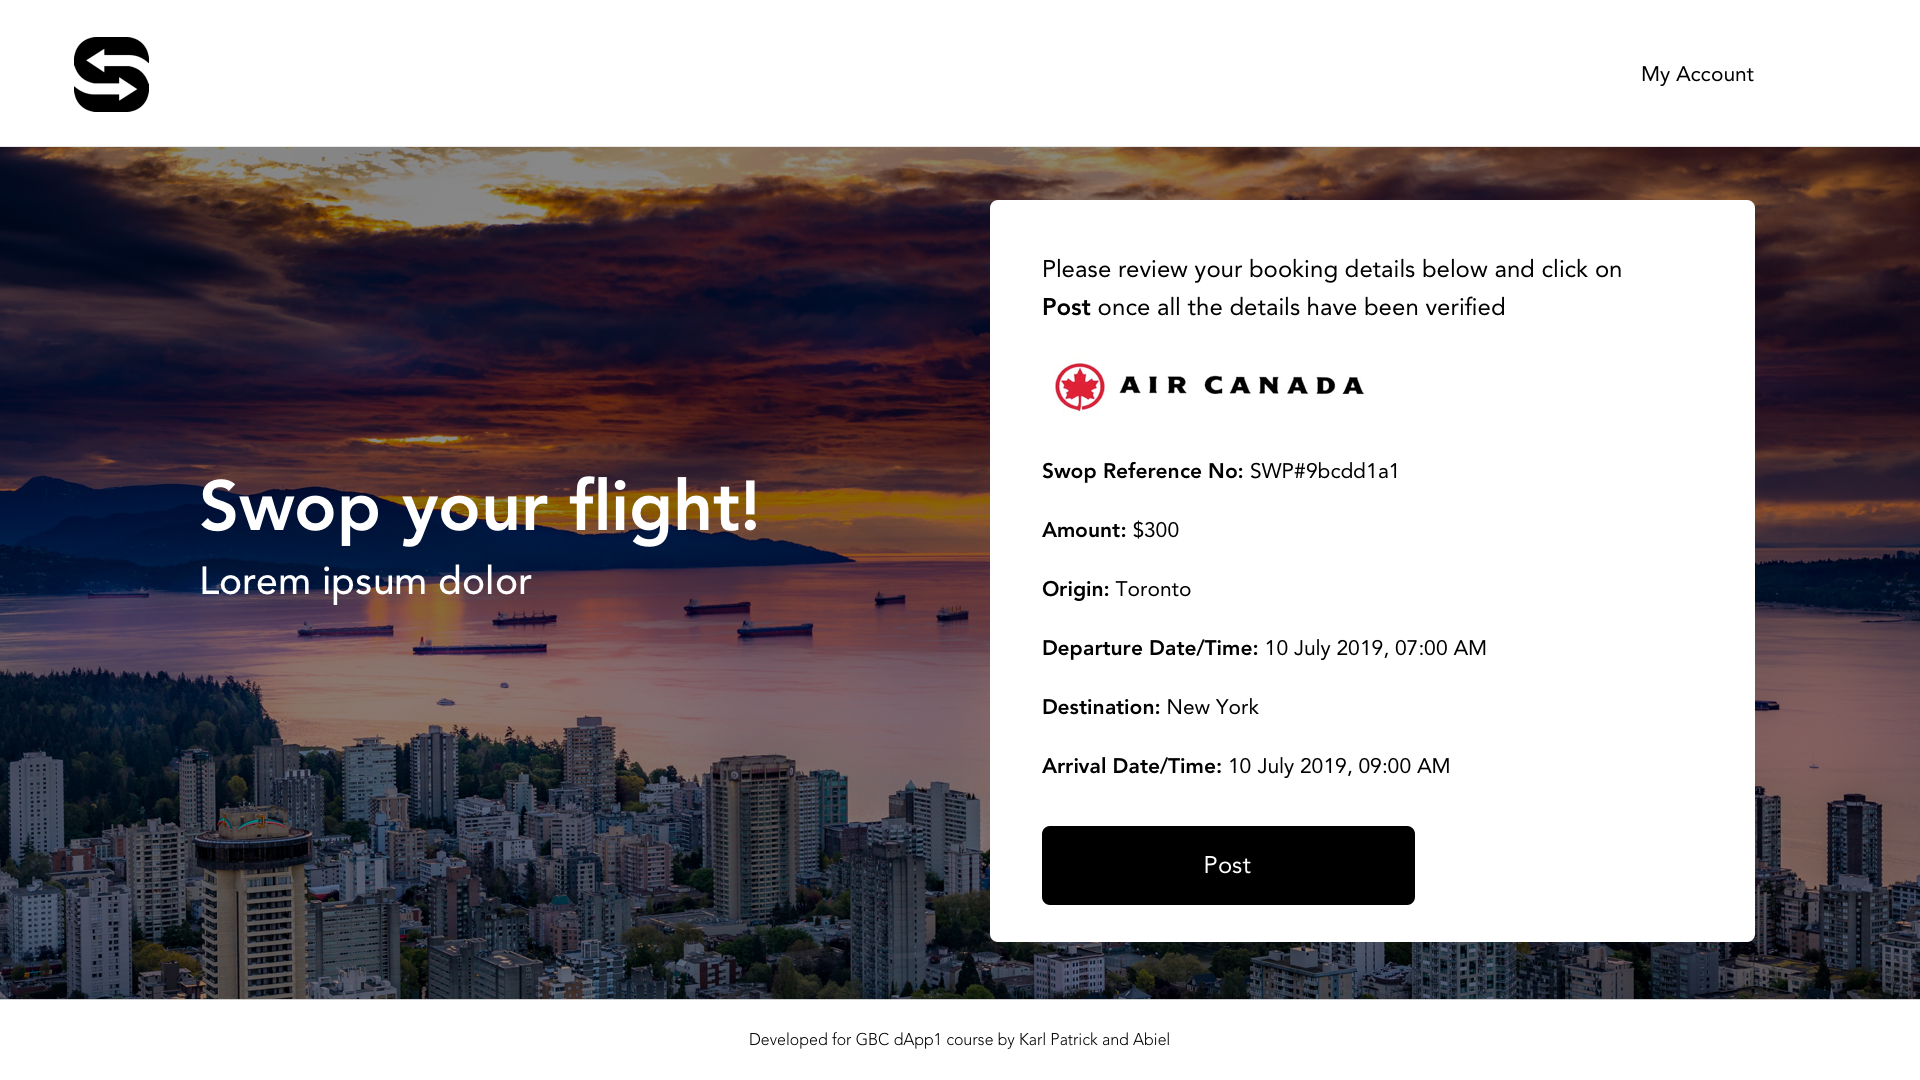 My Account
Please review your booking details below and click on
Post once all the details have been verified
AIR CANADA
Swop Reference No: SWP#9bcdd1a1
Amount: $300
Origin: Toronto
Departure Date/Time: 10 July 2019, 07:00 AM
Destination: New York
Arrival Date/Time: 10 July 2019, 09:00 AM
Post
Swop your flight!
Lorem ipsum dolor
Developed for GBC dApp1 course by Karl Patrick and Abiel